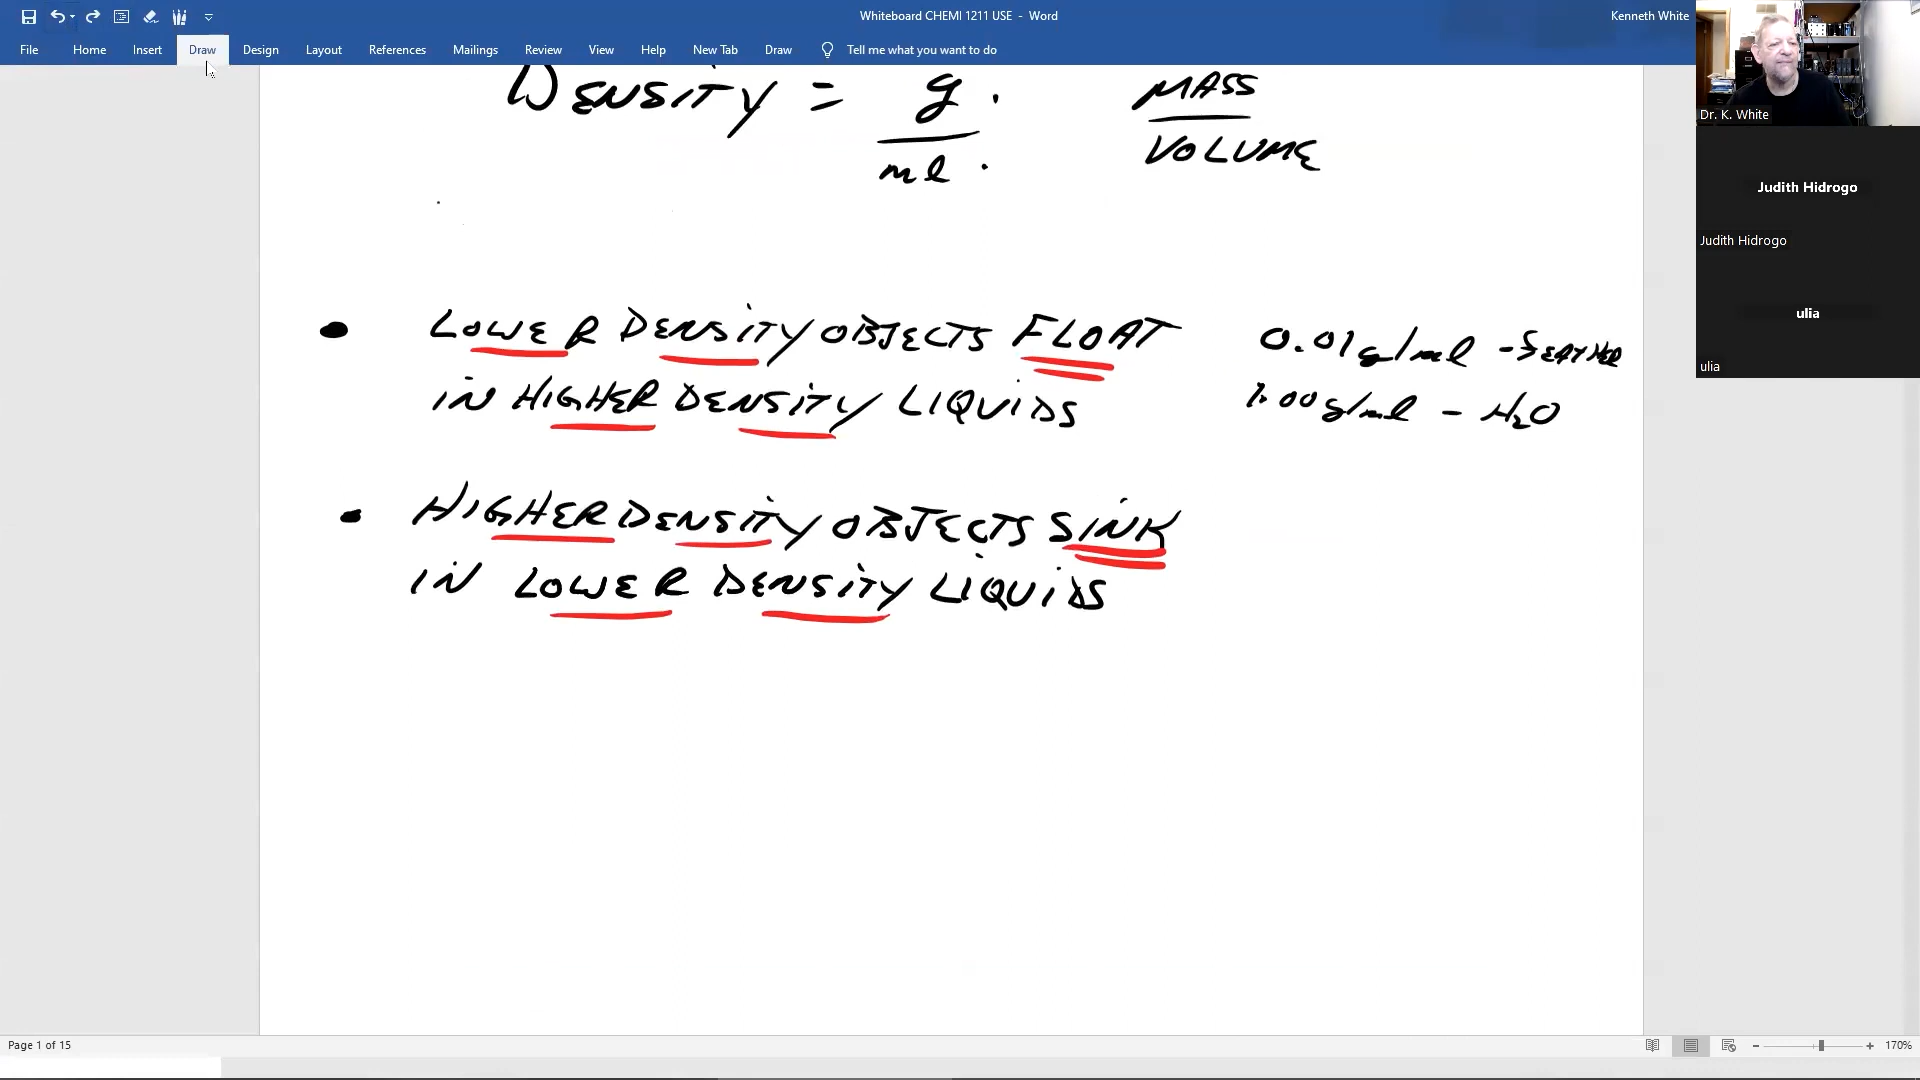 Whiteboard CHEMI 1211 USE - Word
Kenneth White
File Home Insert Draw Design Layout References Mailings Review View Help New Tab Draw Tell me what you want to do
DENSITY = g MASS
ml VOLUME
Dr. K. White
Judith Hidrogo
Judith Hidrogo
ulia
ulia
• LOWER DENSITY OBJECTS FLOAT
IN HIGHER DENSITY LIQUIDS
0.01g/ml - FEATHER
1.00g/ml - H2O
• HIGHER DENSITY OBJECTS SINK
IN LOWER DENSITY LIQUIDS
Page 1 of 15
170%